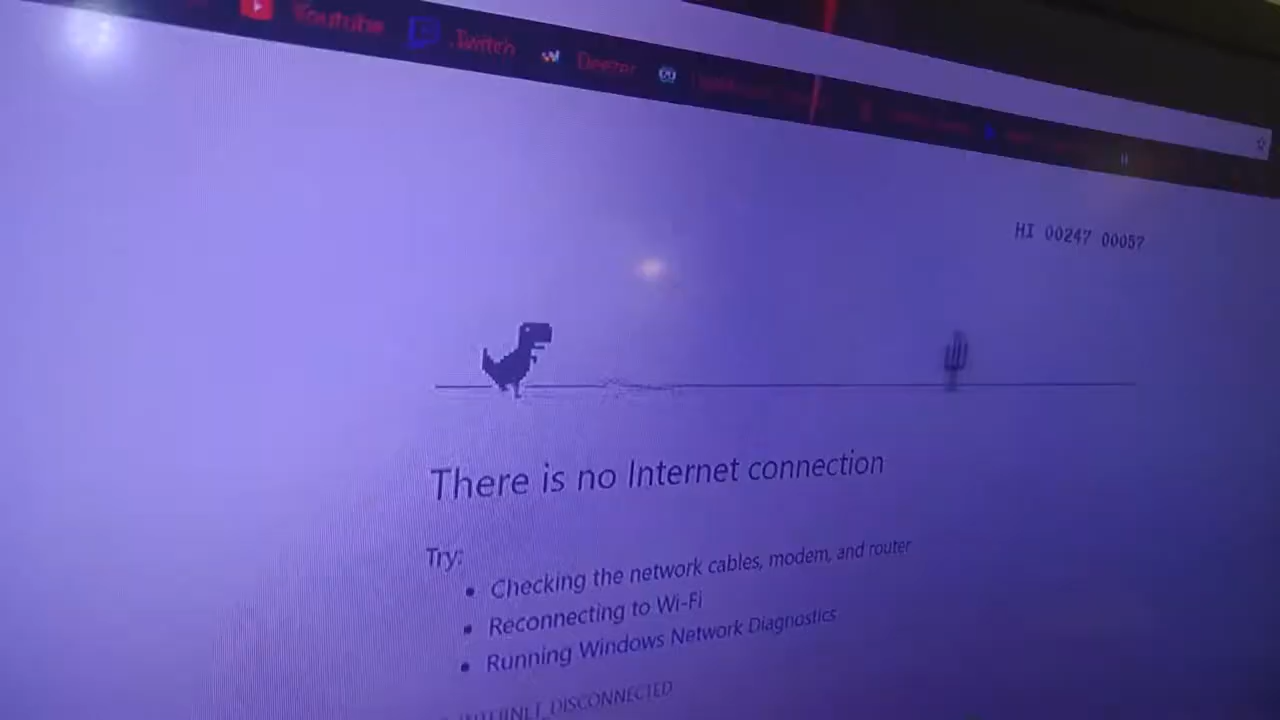 Youtube Twitch Deezer
HI 00247 00057
There is no Internet connection
Try:
• Checking the network cables, modem, and router
• Reconnecting to Wi-Fi
• Running Windows Network Diagnostics
INTERNET_DISCONNECTED